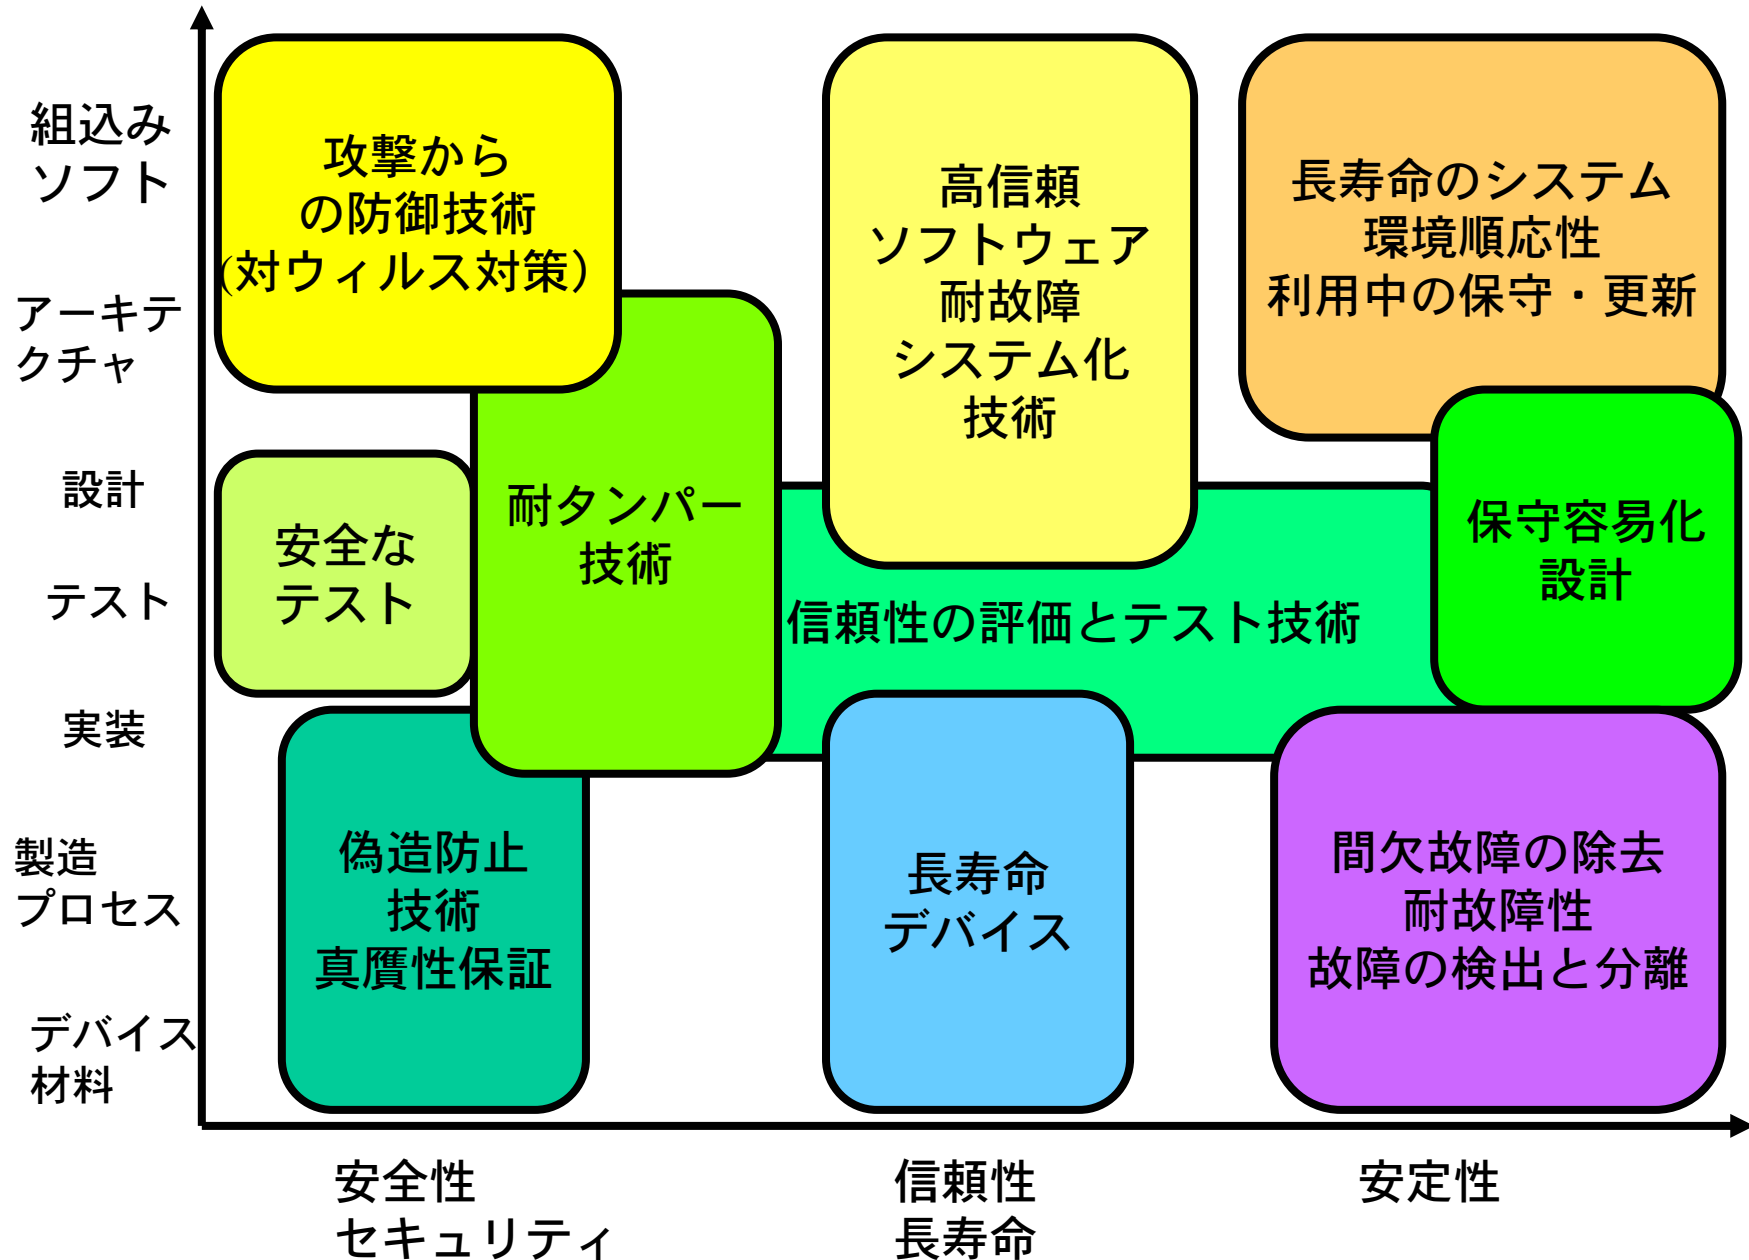 組込み
ソフト
アーキテ
クチャ
設計
テスト
実装
製造
プロセス
デバイス
材料
攻撃から
の防御技術
(対ウィルス対策）
高信頼
ソフトウェア
耐故障
システム化
技術
長寿命のシステム
環境順応性
利用中の保守・更新
安全な
テスト
耐タンパー
技術
信頼性の評価とテスト技術
保守容易化
設計
偽造防止
技術
真贋性保証
長寿命
デバイス
間欠故障の除去
耐故障性
故障の検出と分離
安全性
セキュリティ
信頼性
長寿命
安定性